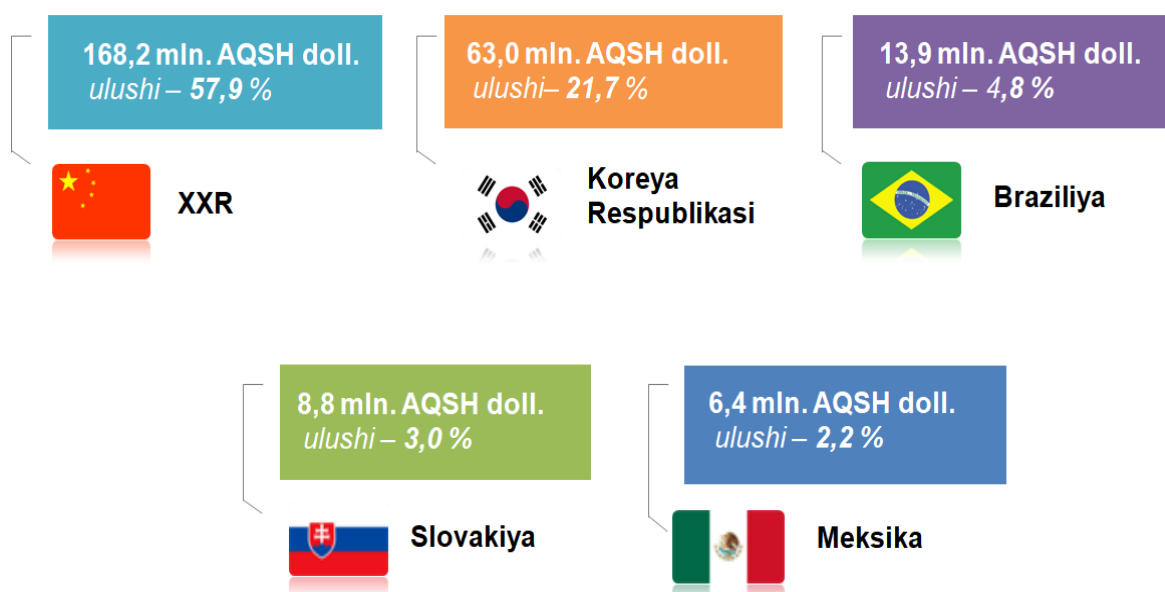 168,2 mln. AQSH doll.
ulushi – 57,9 %
XXR
63,0 mln. AQSH doll.
ulushi– 21,7 %
Koreya
Respublikasi
13,9 mln. AQSH doll.
ulushi – 4,8 %
Braziliya
8,8 mln. AQSH doll.
ulushi – 3,0 %
Slovakiya
6,4 mln. AQSH doll.
ulushi – 2,2 %
Meksika